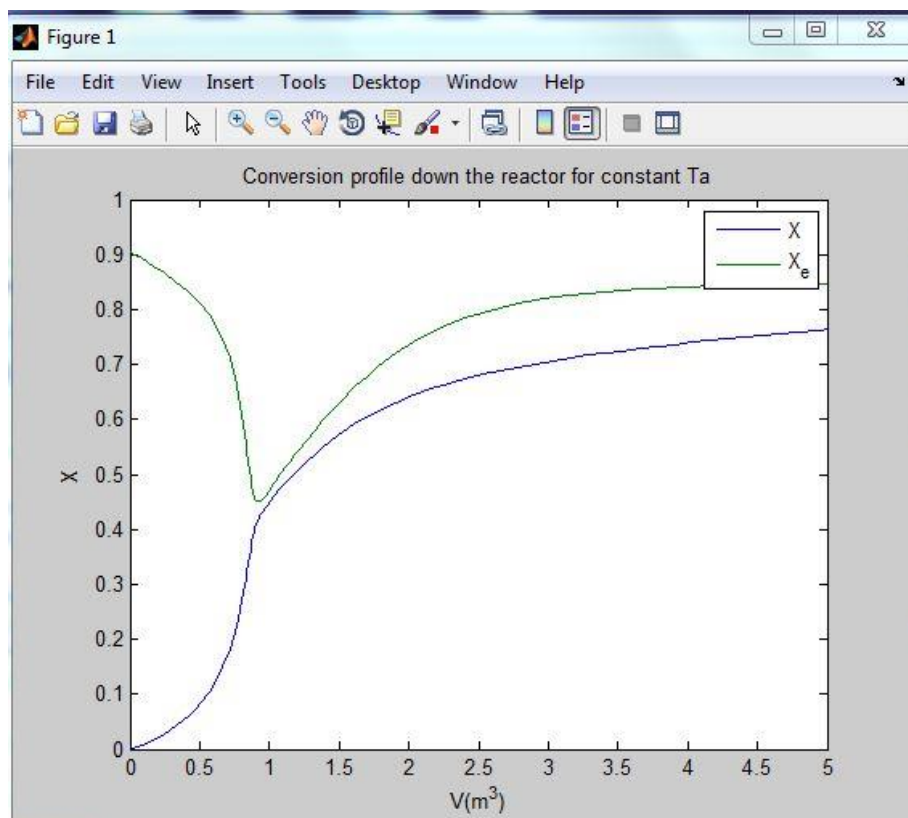 Figure 1
File Edit View Insert Tools Desktop Window Help
Conversion profile down the reactor for constant Ta
X
X_e
1
0.9
0.8
0.7
0.6
0.5
0.4
0.3
0.2
0.1
0
X
0 0.5 1 1.5 2 2.5 3 3.5 4 4.5 5
V(m³)